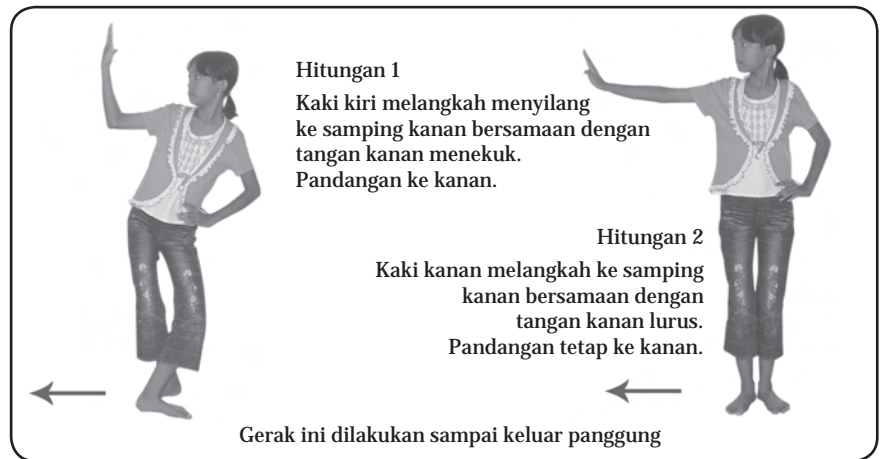 Hitungan 1
Kaki kiri melangkah menyilang
ke samping kanan bersamaan dengan
tangan kanan menekuk.
Pandangan ke kanan.
Hitungan 2
Kaki kanan melangkah ke samping
kanan bersamaan dengan
tangan kanan lurus.
Pandangan tetap ke kanan.
Gerak ini dilakukan sampai keluar panggung